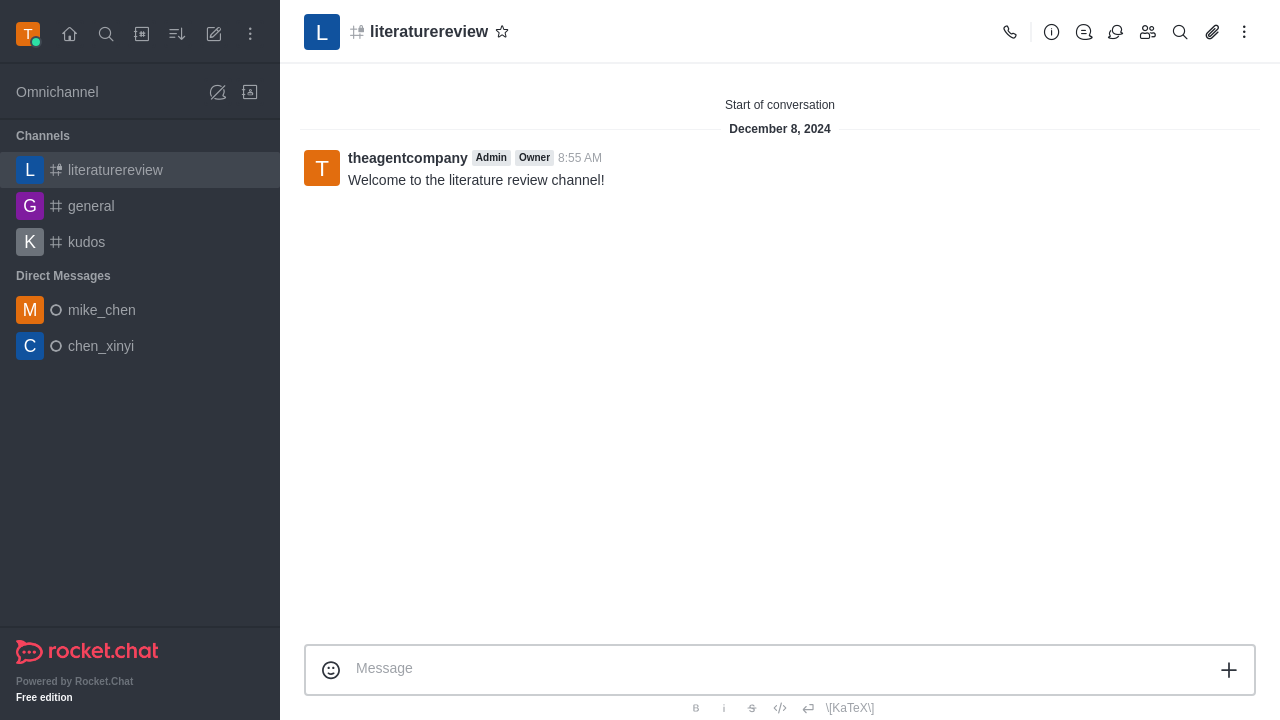 T
Omnichannel
Channels
L literaturereview
G general
K kudos
Direct Messages
M mike_chen
C chen_xinyi
rocket.chat
Powered by Rocket.Chat
Free edition
L literaturereview
Start of conversation
December 8, 2024
T theagentcompany Admin Owner 8:55 AM
Welcome to the literature review channel!
Message
B i S \[KaTeX\]